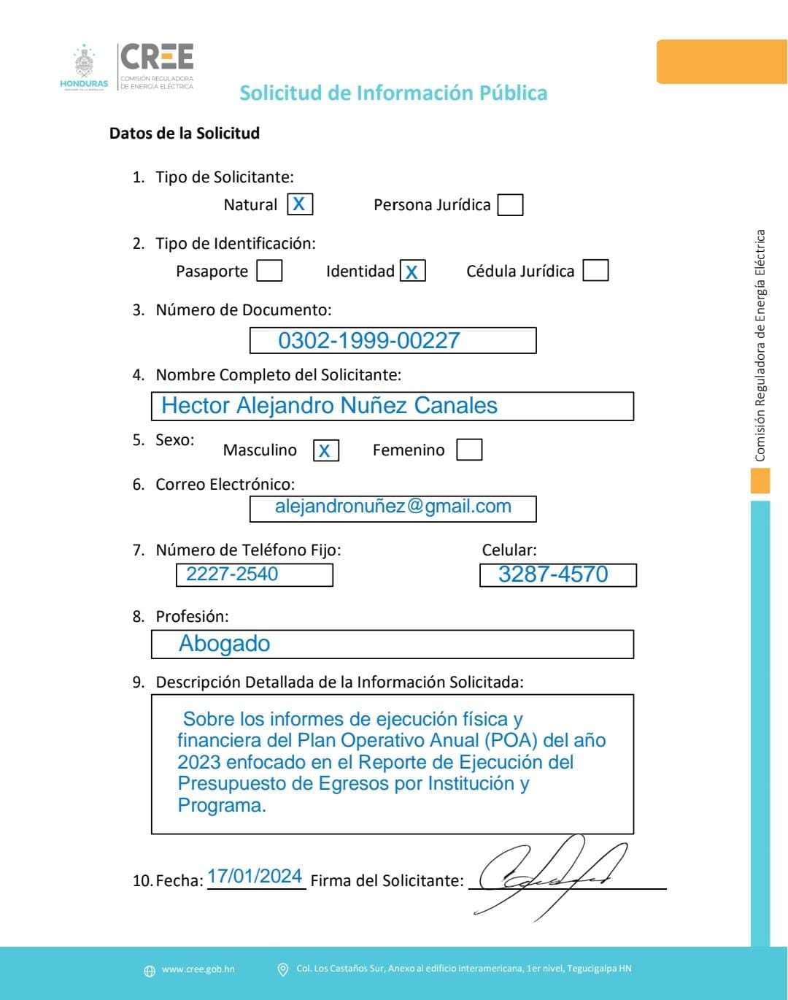 HONDURAS
CREE
COMISIÓN REGULADORA
DE ENERGÍA ELÉCTRICA
Solicitud de Información Pública
Datos de la Solicitud
1. Tipo de Solicitante:
Natural X Persona Jurídica
2. Tipo de Identificación:
Pasaporte Identidad X Cédula Jurídica
3. Número de Documento:
0302-1999-00227
4. Nombre Completo del Solicitante:
Hector Alejandro Nuñez Canales
5. Sexo: Masculino X Femenino
6. Correo Electrónico:
alejandronuñez@gmail.com
7. Número de Teléfono Fijo: Celular:
2227-2540 3287-4570
8. Profesión:
Abogado
9. Descripción Detallada de la Información Solicitada:
Sobre los informes de ejecución física y
financiera del Plan Operativo Anual (POA) del año
2023 enfocado en el Reporte de Ejecución del
Presupuesto de Egresos por Institución y
Programa.
10. Fecha: 17/01/2024 Firma del Solicitante:
Comisión Reguladora de Energía Eléctrica
www.cree.gob.hn Col. Los Castaños Sur, Anexo al edificio interamericana, 1er nivel, Tegucigalpa HN